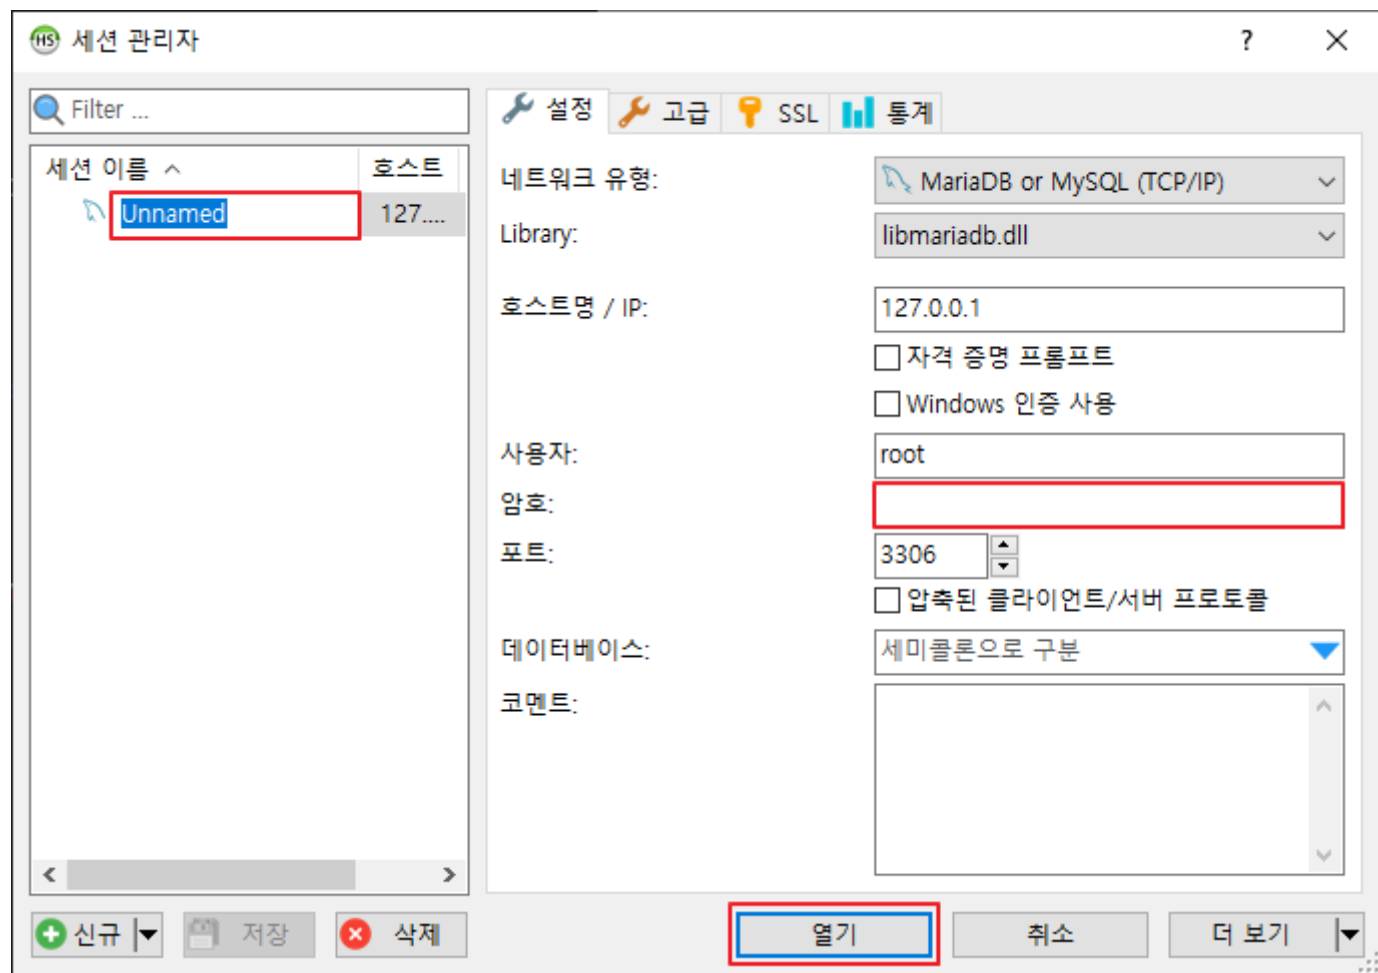 HS 세션 관리자 ?
Filter ...
설정 고급 SSL 통계
세션 이름 호스트
Unnamed 127....
네트워크 유형: MariaDB or MySQL (TCP/IP)
Library: libmariadb.dll
호스트명 / IP: 127.0.0.1
자격 증명 프롬프트
Windows 인증 사용
사용자: root
암호:
포트: 3306
압축된 클라이언트/서버 프로토콜
데이터베이스: 세미콜론으로 구분
코멘트:
신규 저장 삭제 열기 취소 더 보기